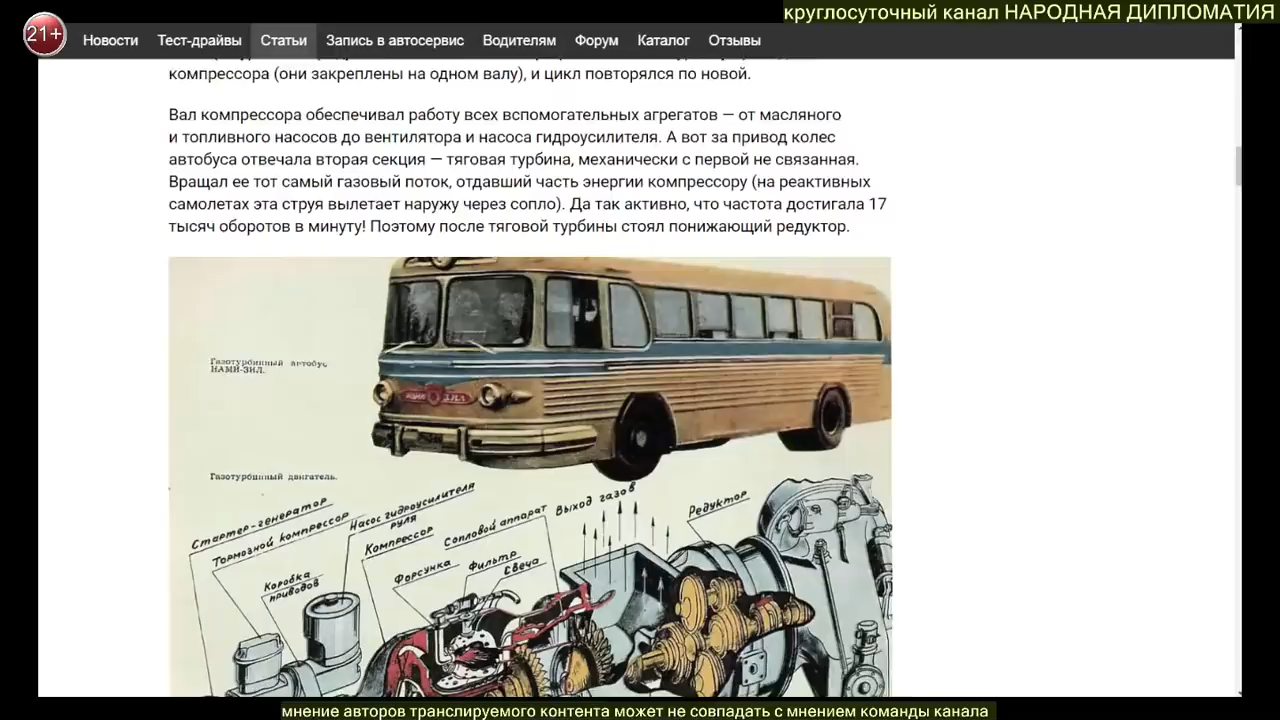 круглосуточный канал НАРОДНАЯ ДИПЛОМАТИЯ
21+
Новости Тест-драйвы Статьи Запись в автосервис Водителям Форум Каталог Отзывы
компрессора (они закреплены на одном валу), и цикл повторялся по новой.
Вал компрессора обеспечивал работу всех вспомогательных агрегатов — от масляного
и топливного насосов до вентилятора и насоса гидроусилителя. А вот за привод колес
автобуса отвечала вторая секция — тяговая турбина, механически с первой не связанная.
Вращал ее тот самый газовый поток, отдавший часть энергии компрессору (на реактивных
самолетах эта струя вылетает наружу через сопло). Да так активно, что частота достигала 17
тысяч оборотов в минуту! Поэтому после тяговой турбины стоял понижающий редуктор.
Газотурбинный автобус
НАМИ-ЗИЛ.
НАМИ ЗИЛ
Газотурбинный двигатель.
Стартер-генератор
Тормозной компрессор
Коробка
приводов
Насос гидроусилителя
руля
Компрессор
Форсунка
Сопловой аппарат
Фильтр
Свеча
Выход газов
Редуктор
мнение авторов транслируемого контента может не совпадать с мнением команды канала